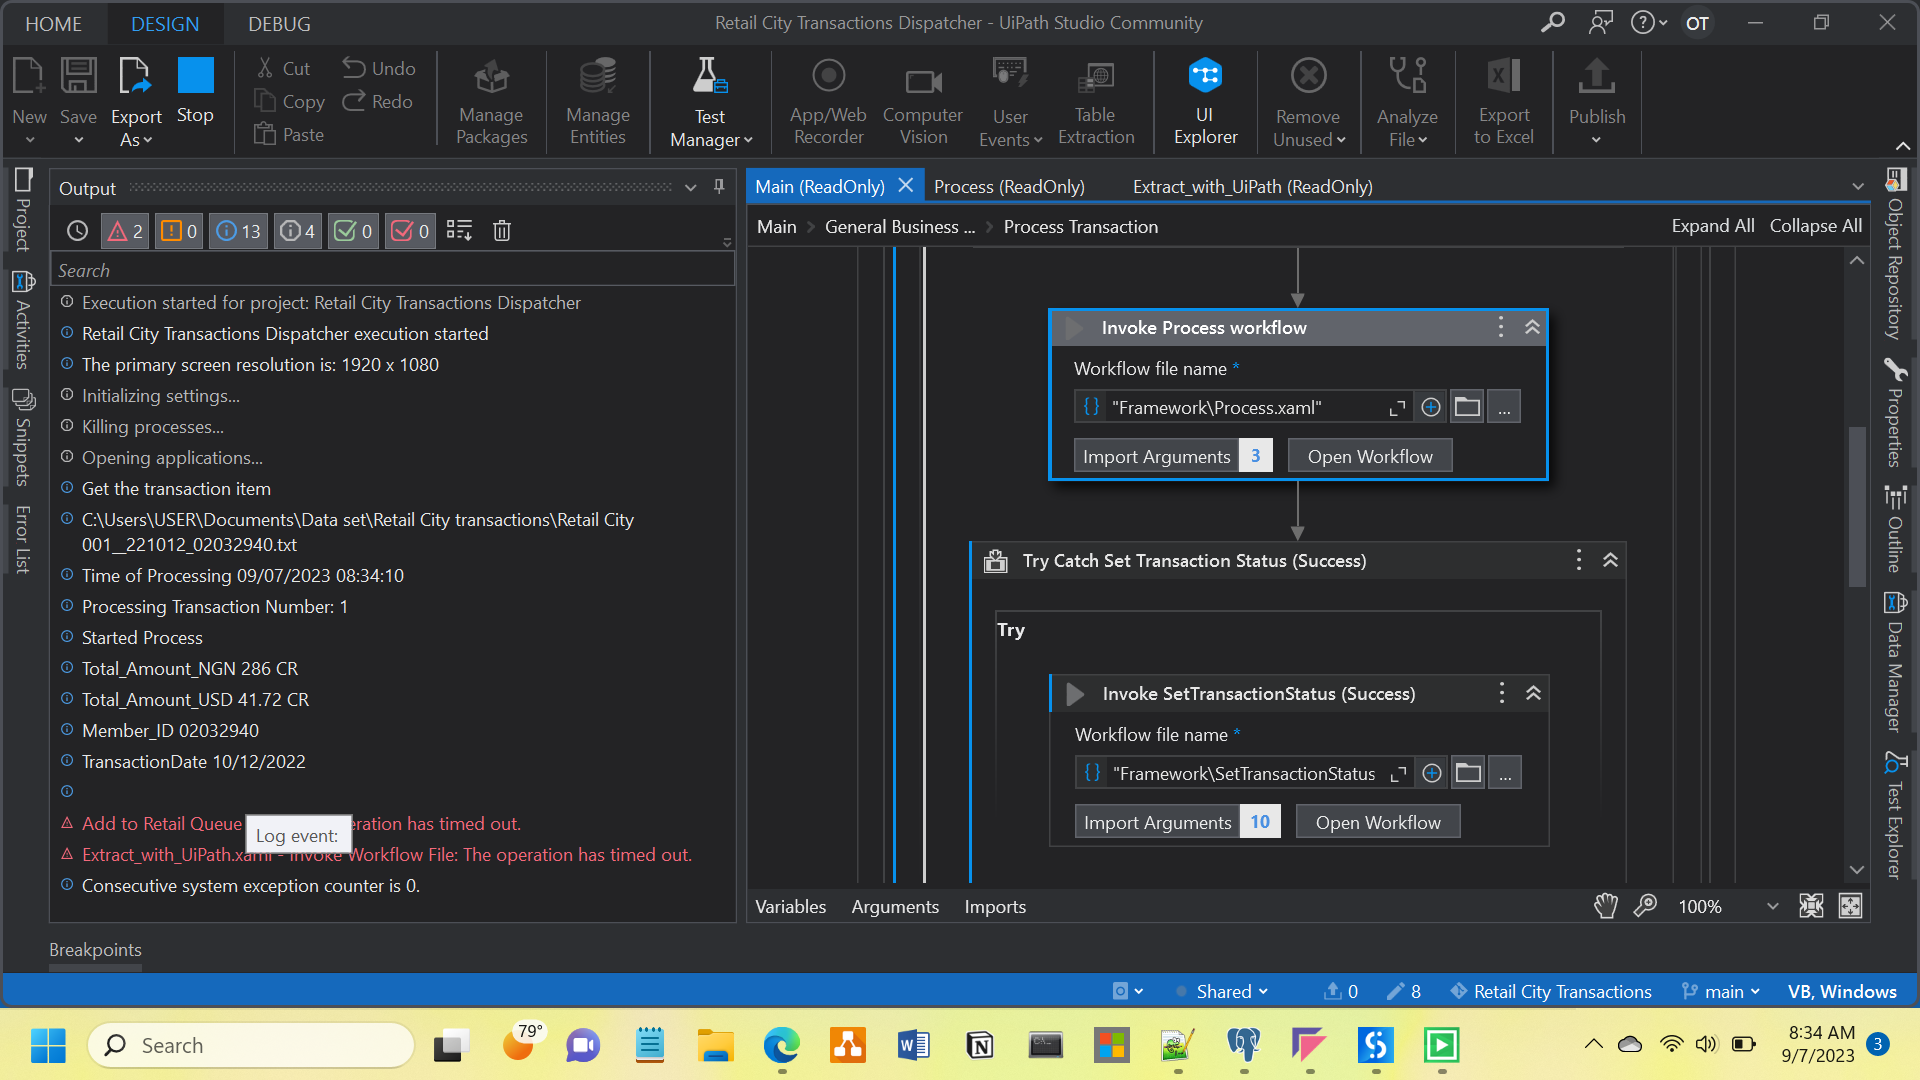 HOME DESIGN DEBUG Retail City Transactions Dispatcher - UiPath Studio Community OT
New Save Export As Stop
Cut Undo
Copy Redo
Paste
Manage Packages
Manage Entities
Test Manager
App/Web Recorder
Computer Vision
User Events
Table Extraction
UI Explorer
Remove Unused
Analyze File
Export to Excel
Publish
Project
Activities
Snippets
Error List
Output
2 0 13 4 0 0
Search
Execution started for project: Retail City Transactions Dispatcher
Retail City Transactions Dispatcher execution started
The primary screen resolution is: 1920 x 1080
Initializing settings...
Killing processes...
Opening applications...
Get the transaction item
C:\Users\USER\Documents\Data set\Retail City transactions\Retail City
001__221012_02032940.txt
Time of Processing 09/07/2023 08:34:10
Processing Transaction Number: 1
Started Process
Total_Amount_NGN 286 CR
Total_Amount_USD 41.72 CR
Member_ID 02032940
TransactionDate 10/12/2022
Add to Retail Queue eration has timed out.
Log event:
Extract_with_UiPath.xaml - Invoke Workflow File: The operation has timed out.
Consecutive system exception counter is 0.
Breakpoints
Main (ReadOnly) Process (ReadOnly) Extract_with_UiPath (ReadOnly)
Main General Business ... Process Transaction Expand All Collapse All
Invoke Process workflow
Workflow file name *
{} "Framework\Process.xaml" ...
Import Arguments 3 Open Workflow
Try Catch Set Transaction Status (Success)
Try
Invoke SetTransactionStatus (Success)
Workflow file name *
{} "Framework\SetTransactionStatus ...
Import Arguments 10 Open Workflow
Variables Arguments Imports 100%
Object Repository
Properties
Outline
Data Manager
Test Explorer
Shared 0 8 Retail City Transactions main VB, Windows
Search 79° 8:34 AM
9/7/2023 3